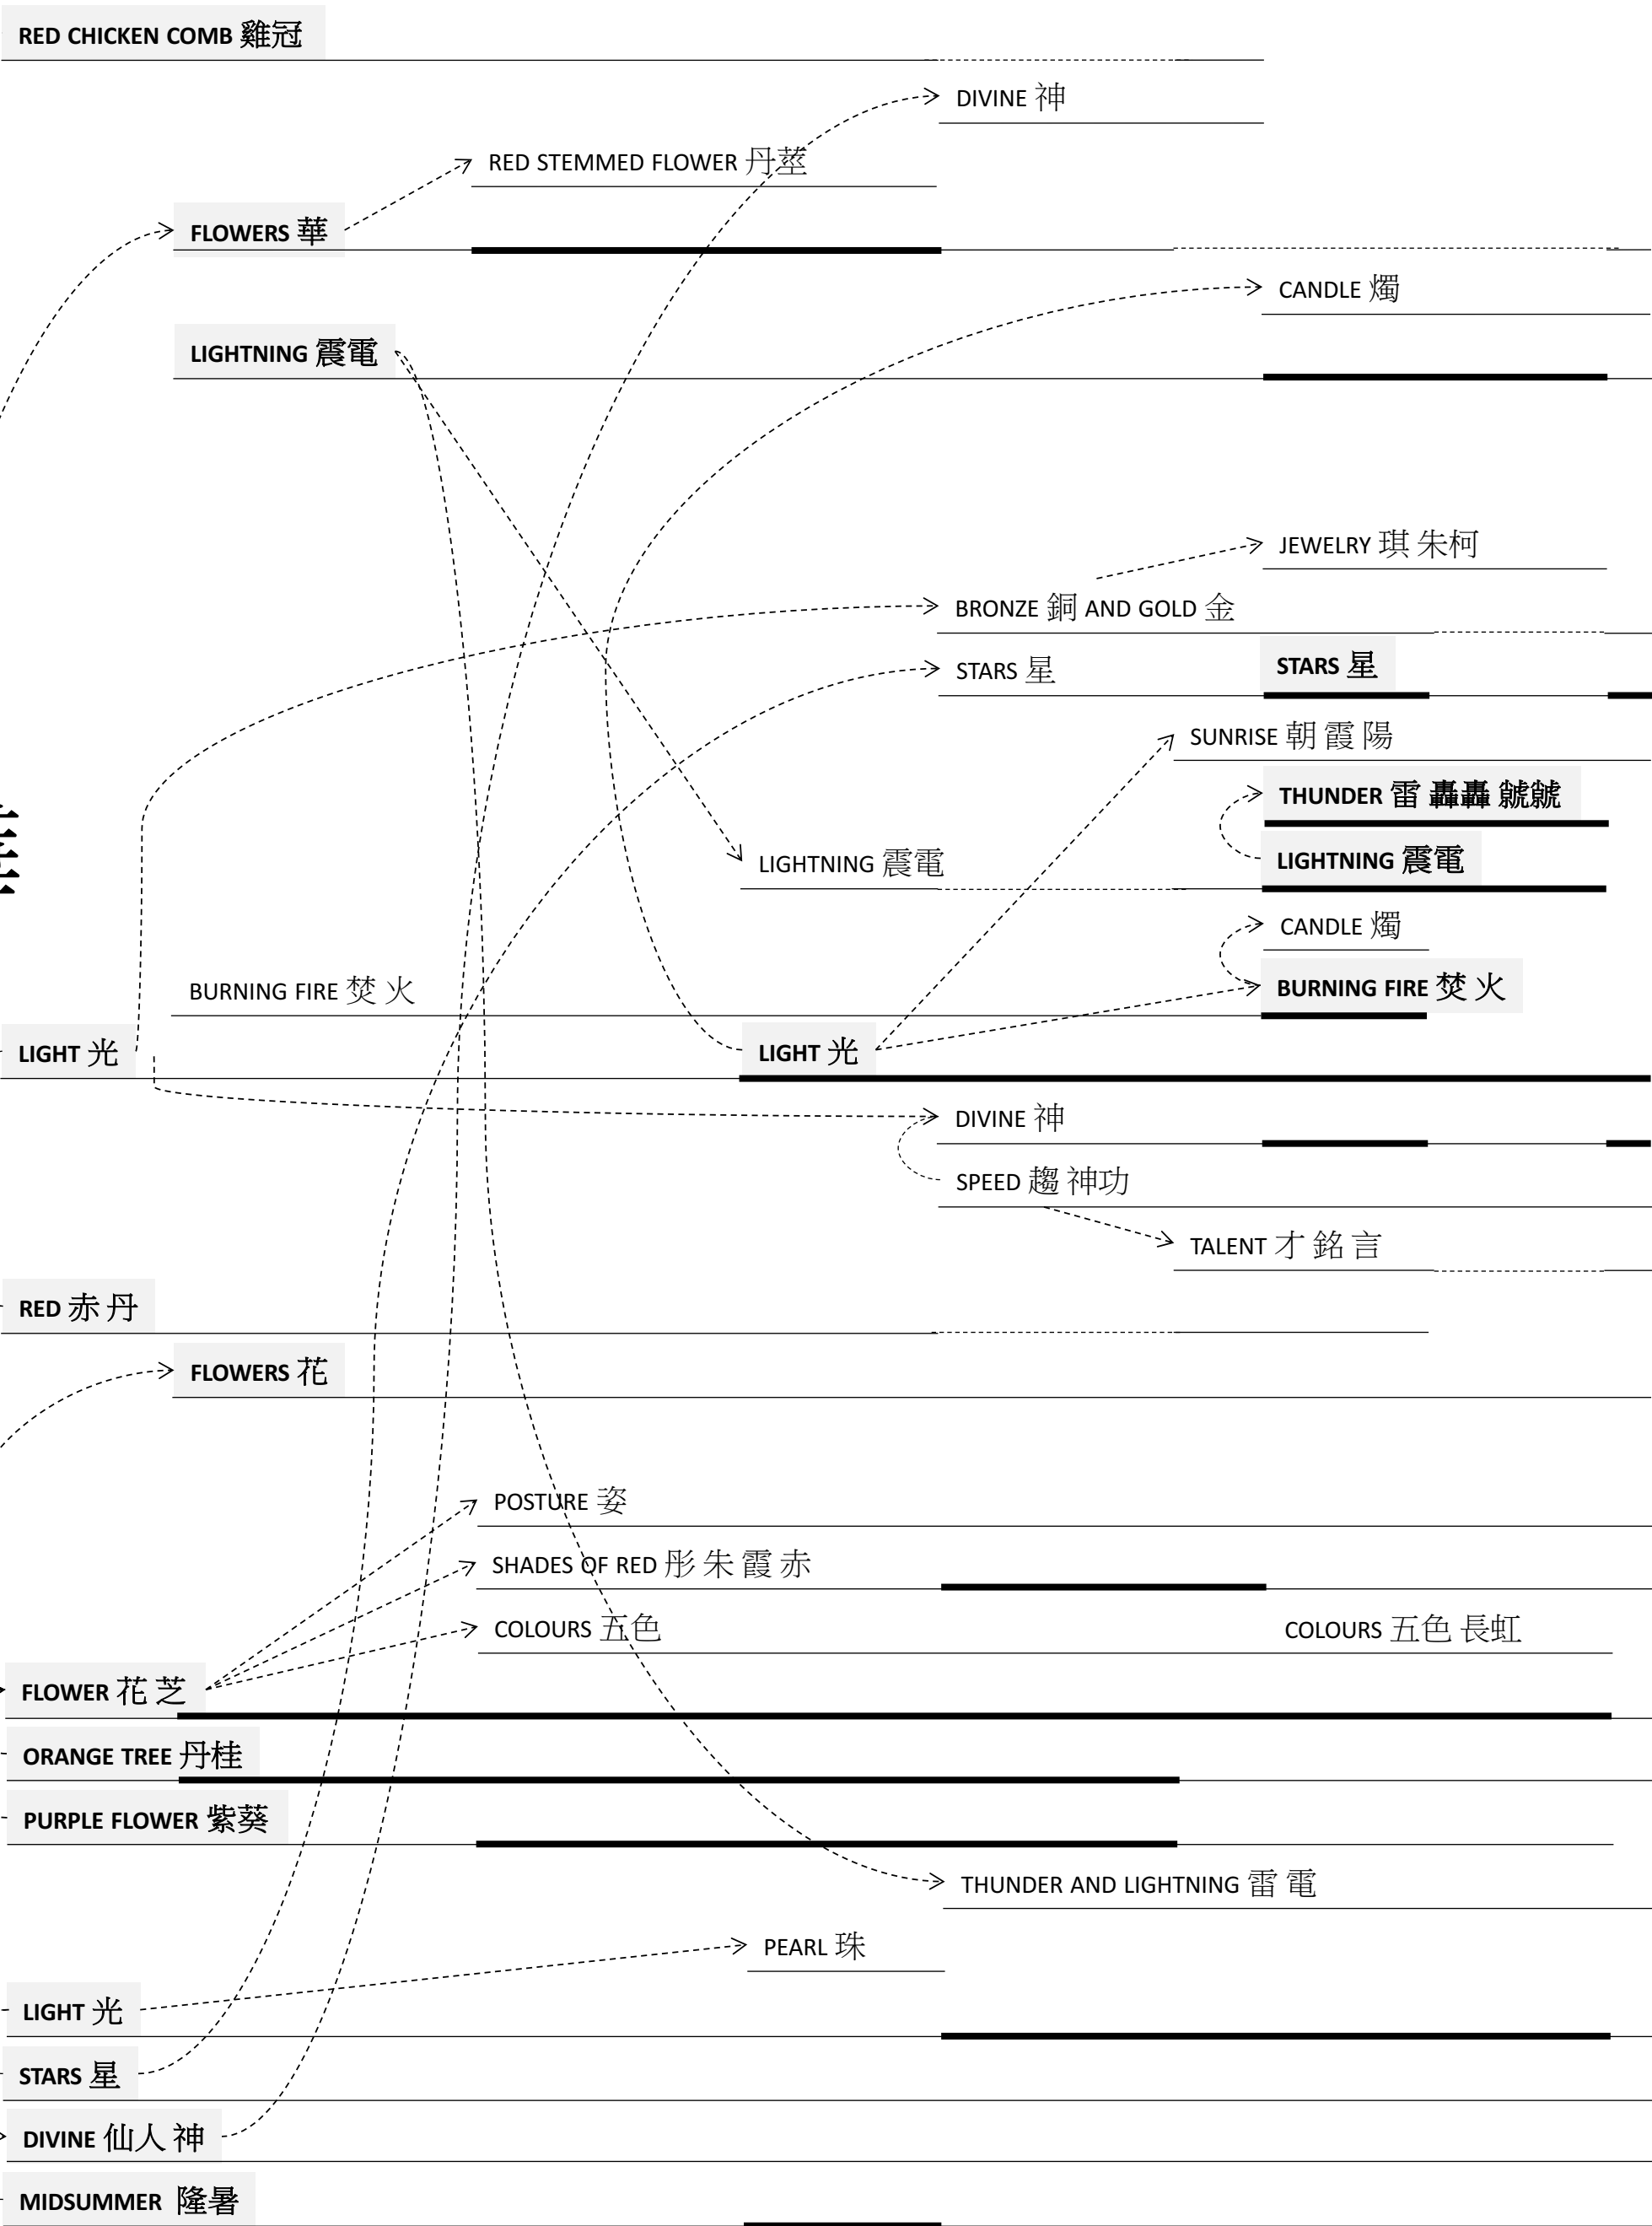 RED CHICKEN COMB 雞冠
DIVINE 神
RED STEMMED FLOWER 丹莖
FLOWERS 華
CANDLE 燭
LIGHTNING 震電
JEWELRY 琪 朱柯
BRONZE 銅 AND GOLD 金
STARS 星
STARS 星
SUNRISE 朝 霞 陽
THUNDER 雷 轟轟 虩虩
LIGHTNING 震電
LIGHTNING 震電
CANDLE 燭
BURNING FIRE 焚 火
BURNING FIRE 焚 火
LIGHT 光
LIGHT 光
DIVINE 神
SPEED 趨 神功
TALENT 才 銘 言
RED 赤 丹
FLOWERS 花
POSTURE 姿
SHADES OF RED 彤 朱 霞 赤
COLOURS 五色
COLOURS 五色 長虹
FLOWER 花 芝
ORANGE TREE 丹桂
PURPLE FLOWER 紫葵
THUNDER AND LIGHTNING 雷 電
PEARL 珠
LIGHT 光
STARS 星
DIVINE 仙人 神
MIDSUMMER 隆暑